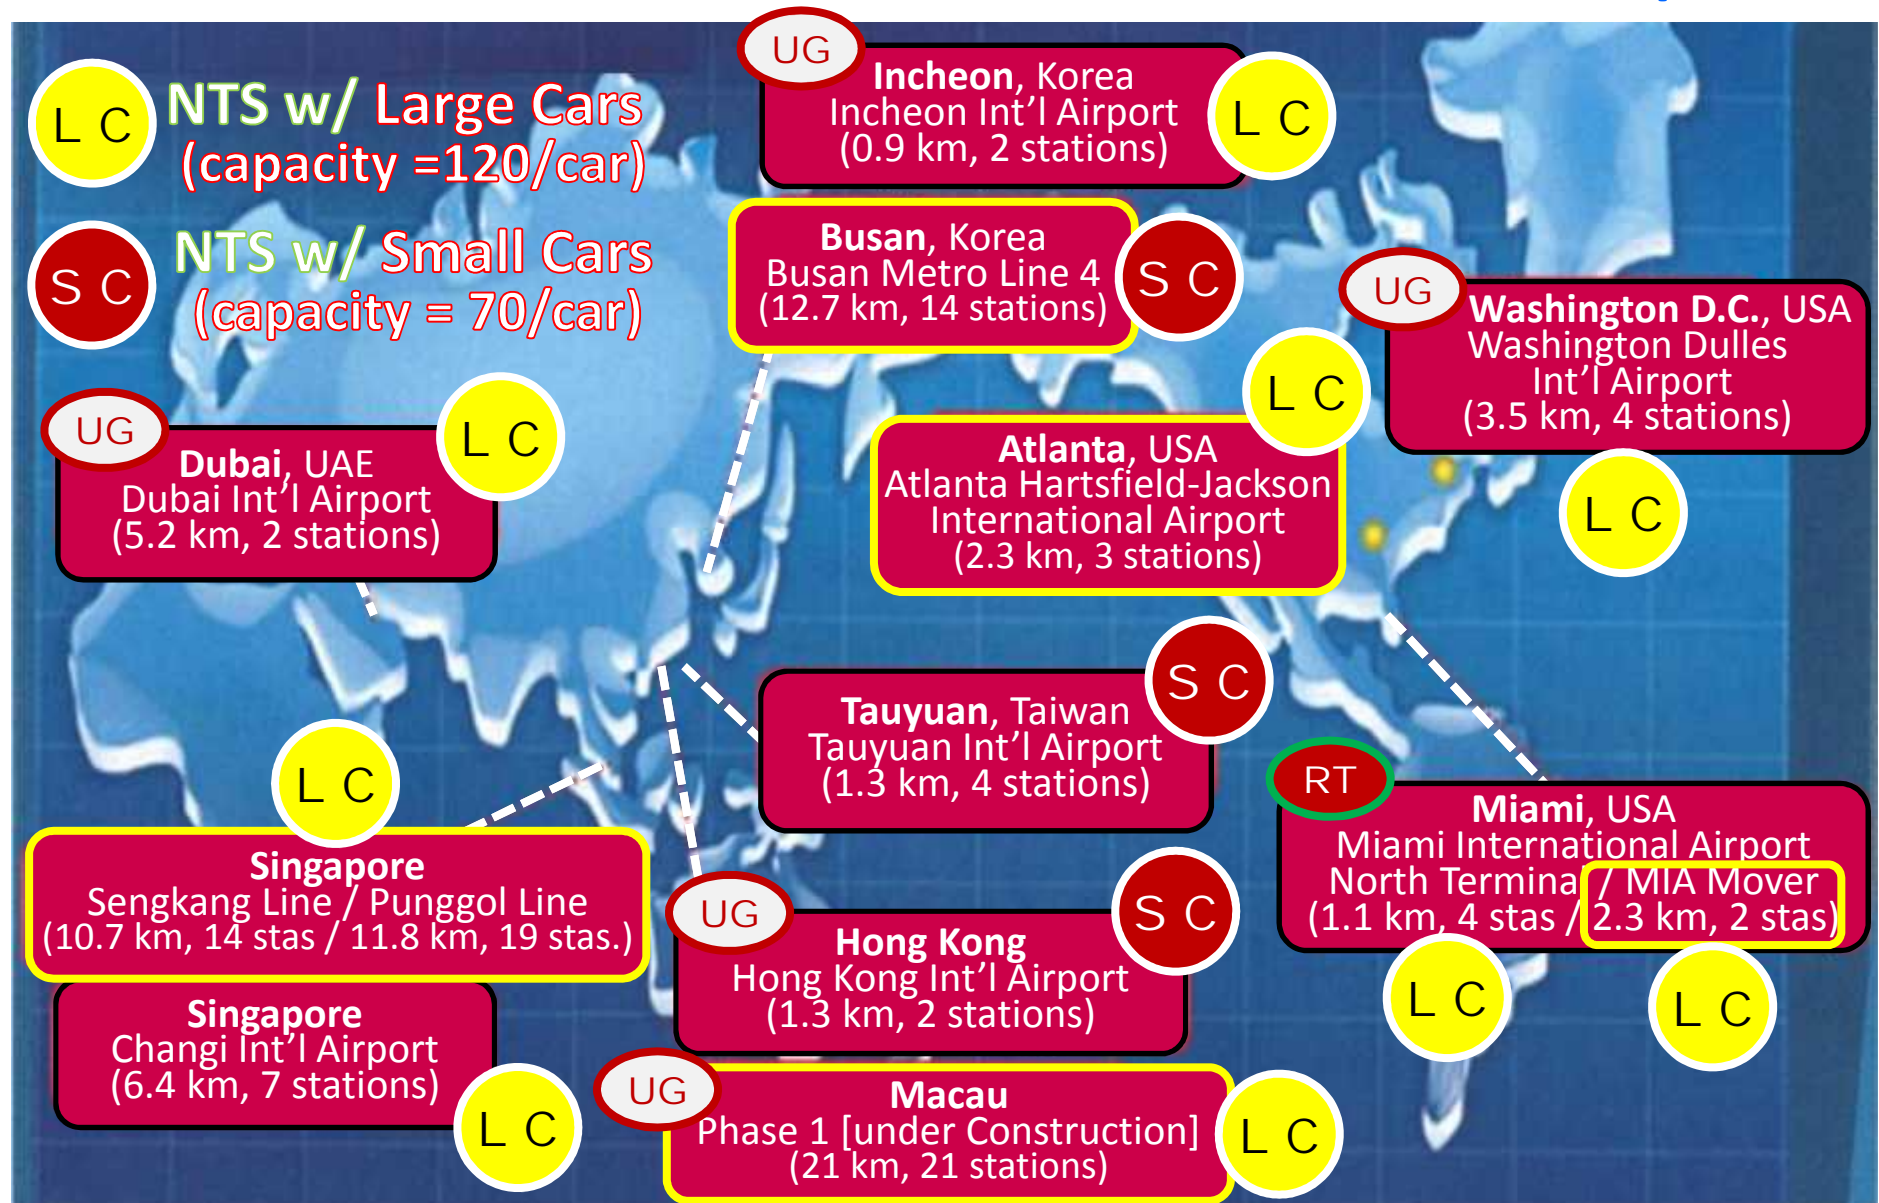 L C
NTS w/ Large Cars
(capacity =120/car)
S C
NTS w/ Small Cars
(capacity = 70/car)
UG
Incheon, Korea
Incheon Int'l Airport
(0.9 km, 2 stations)
L C
Busan, Korea
Busan Metro Line 4
(12.7 km, 14 stations)
S C
UG
Washington D.C., USA
Washington Dulles
Int'l Airport
(3.5 km, 4 stations)
L C
L C
Atlanta, USA
Atlanta Hartsfield-Jackson
International Airport
(2.3 km, 3 stations)
UG
L C
Dubai, UAE
Dubai Int'l Airport
(5.2 km, 2 stations)
S C
Tauyuan, Taiwan
Tauyuan Int'l Airport
(1.3 km, 4 stations)
RT
Miami, USA
Miami International Airport
North Terminal / MIA Mover
(1.1 km, 4 stas / 2.3 km, 2 stas)
L C
L C
L C
Singapore
Sengkang Line / Punggol Line
(10.7 km, 14 stas / 11.8 km, 19 stas.)
UG
S C
Hong Kong
Hong Kong Int'l Airport
(1.3 km, 2 stations)
Singapore
Changi Int'l Airport
(6.4 km, 7 stations)
L C
UG
Macau
Phase 1 [under Construction]
(21 km, 21 stations)
L C